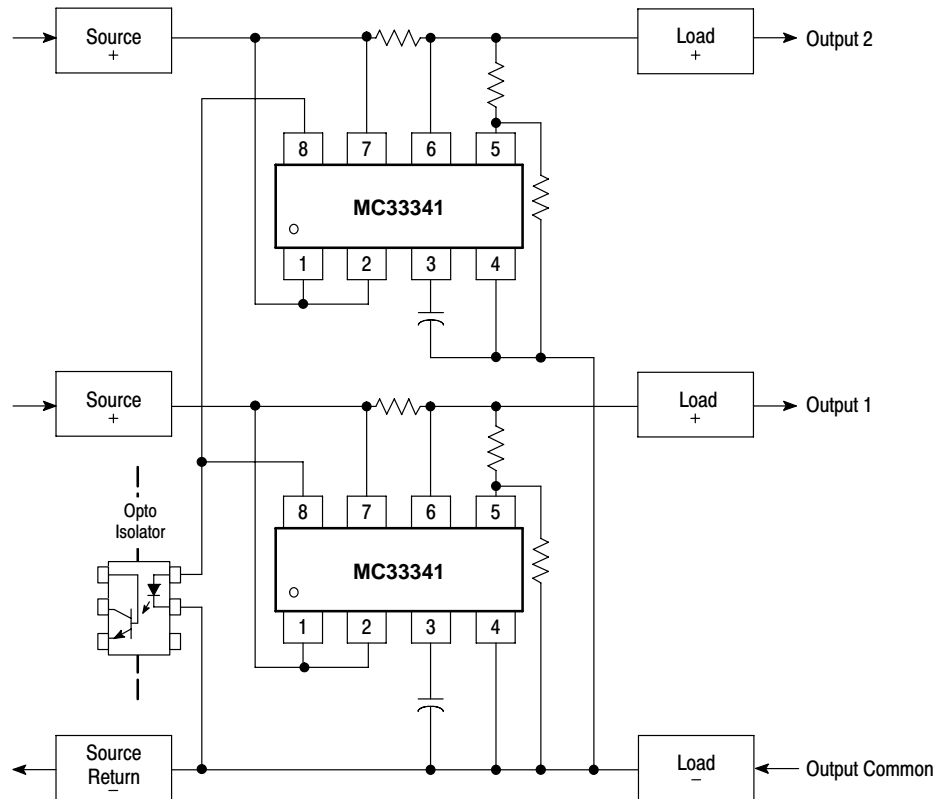 Source
+
Load
+
Output 2
8
7
6
5
MC33341
1
2
3
4
Source
+
Load
+
Output 1
Opto
Isolator
8
7
6
5
MC33341
1
2
3
4
Source
Return
–
Load
–
Output Common